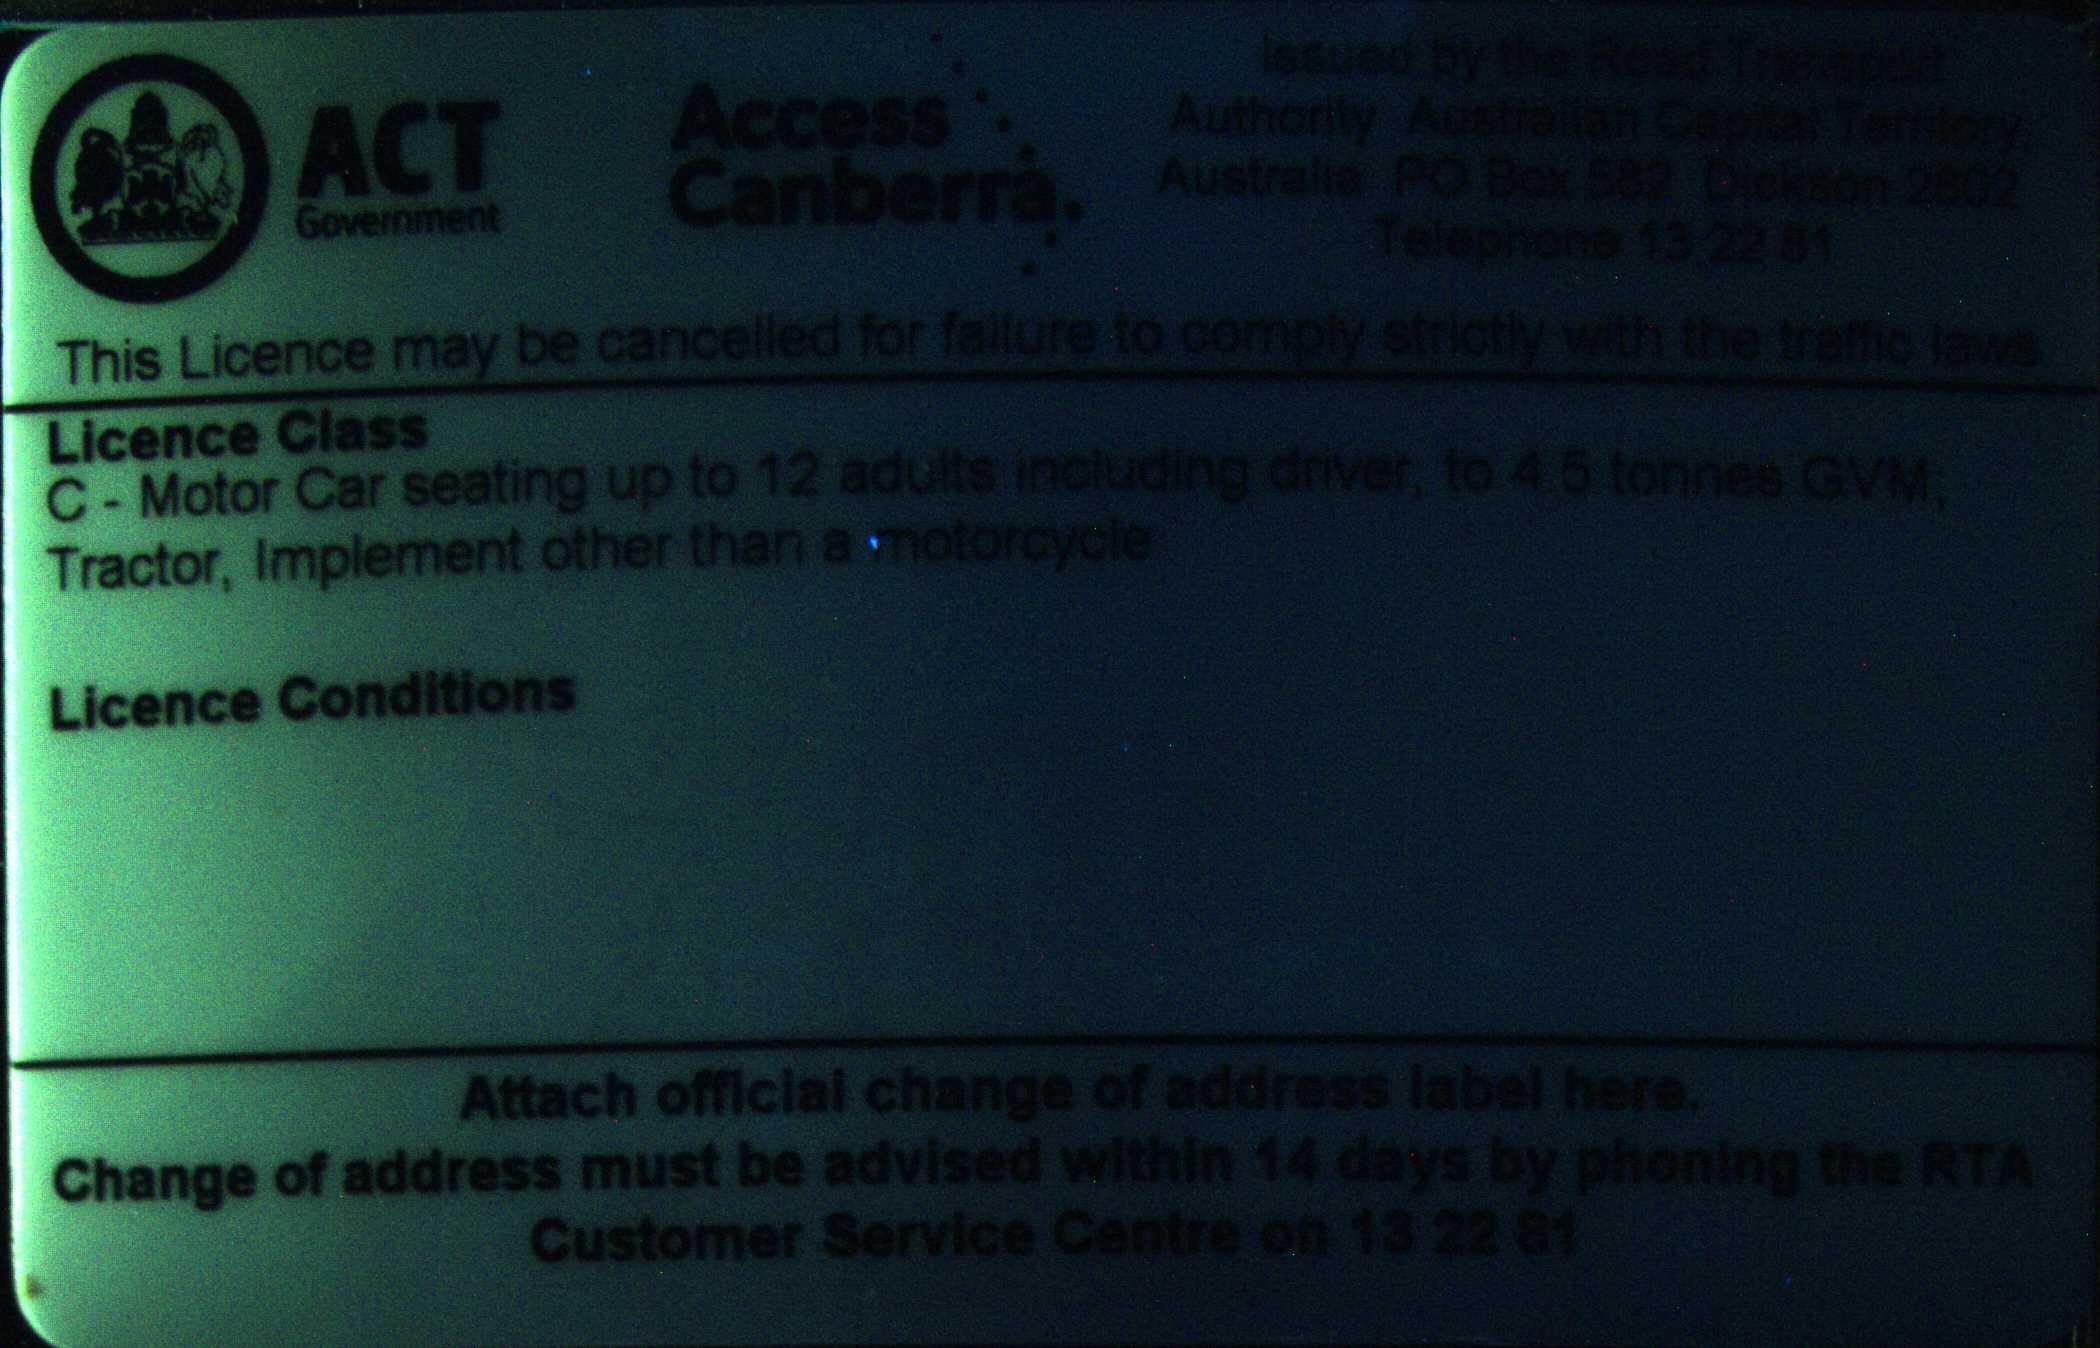 ACT
Government
Access
Canberra
Issued by the Road Transport
Authority Australian Capital Territory,
Australia PO Box 582 Dickson 2602
Telephone 13 22 81
This Licence may be cancelled for failure to comply strictly with the traffic laws
Licence Class
C - Motor Car seating up to 12 adults including driver, to 4.5 tonnes GVM,
Tractor, Implement other than a motorcycle
Licence Conditions
Attach official change of address label here.
Change of address must be advised within 14 days by phoning the RTA
Customer Service Centre on 13 22 81